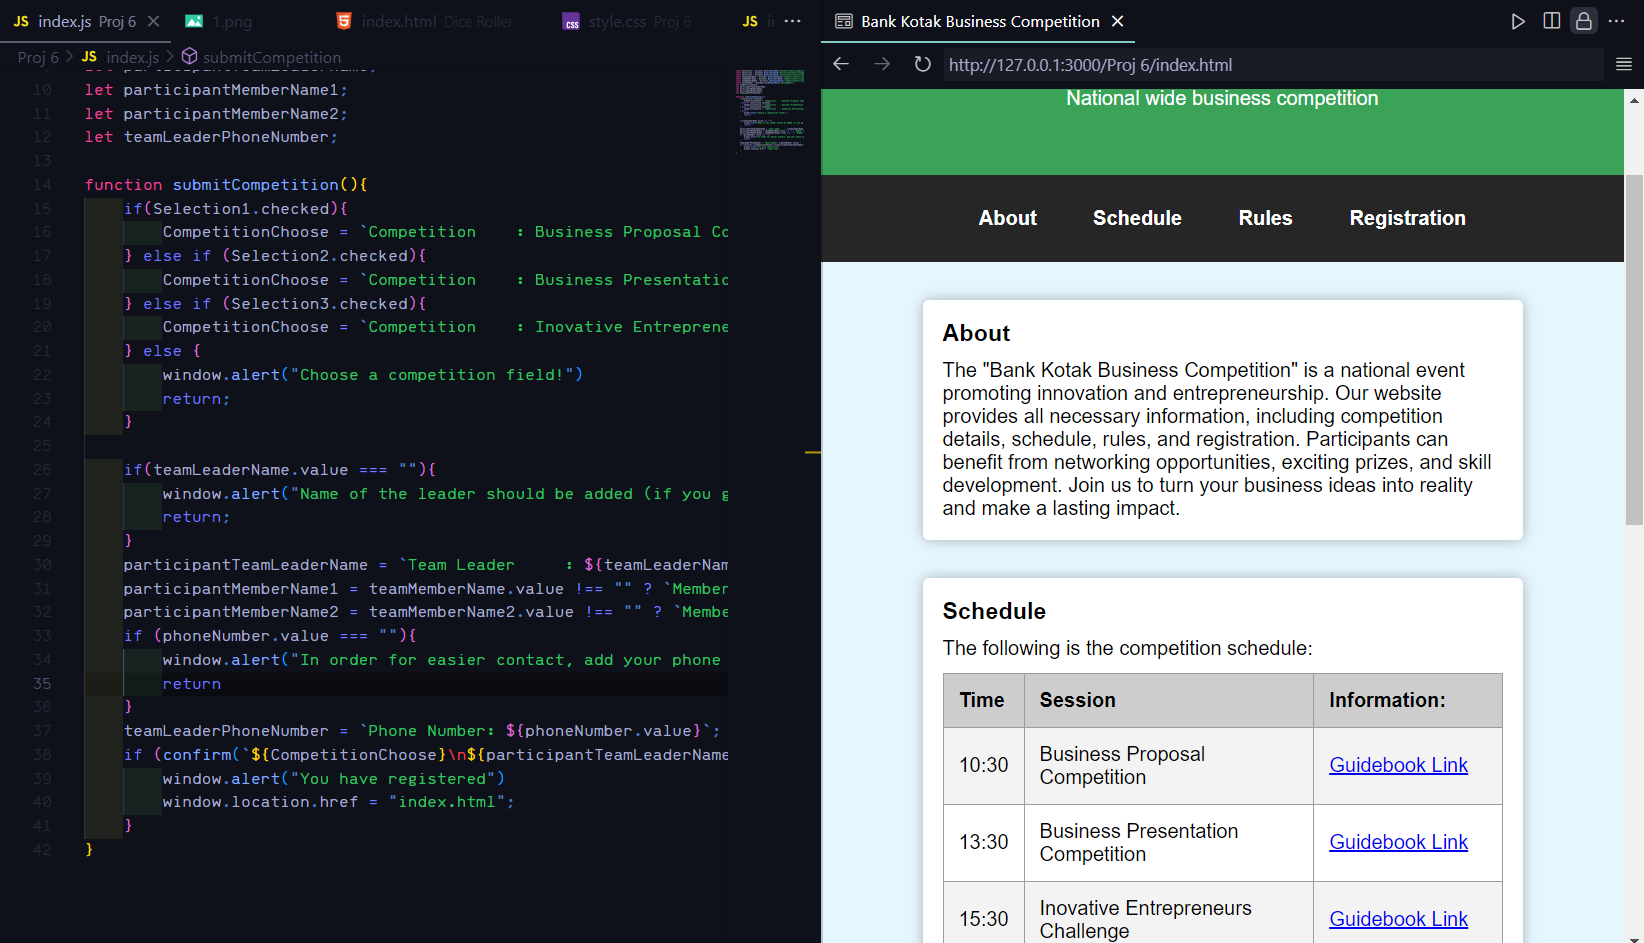 JS index.js Proj 6
1.png
index.html Dice Roller
style.css Proj 6
JS
Proj 6 > JS index.js > submitCompetition
10 let participantMemberName1;
11 let participantMemberName2;
12 let teamLeaderPhoneNumber;
13
14 function submitCompetition(){
15 if(Selection1.checked){
16 CompetitionChoose = `Competition    : Business Proposal Co
17 } else if (Selection2.checked){
18 CompetitionChoose = `Competition    : Business Presentatio
19 } else if (Selection3.checked){
20 CompetitionChoose = `Competition    : Inovative Entreprene
21 } else {
22 window.alert("Choose a competition field!")
23 return;
24 }
25
26 if(teamLeaderName.value === ""){
27 window.alert("Name of the leader should be added (if you g
28 return;
29 }
30 participantTeamLeaderName = `Team Leader     : ${teamLeaderNam
31 participantMemberName1 = teamMemberName.value !== "" ? `Member
32 participantMemberName2 = teamMemberName2.value !== "" ? `Membe
33 if (phoneNumber.value === ""){
34 window.alert("In order for easier contact, add your phone
35 return
36 }
37 teamLeaderPhoneNumber = `Phone Number: ${phoneNumber.value}`;
38 if (confirm(`${CompetitionChoose}\n${participantTeamLeaderName
39 window.alert("You have registered")
40 window.location.href = "index.html";
41 }
42 }
Bank Kotak Business Competition
http://127.0.0.1:3000/Proj 6/index.html
National wide business competition
About Schedule Rules Registration
About
The "Bank Kotak Business Competition" is a national event
promoting innovation and entrepreneurship. Our website
provides all necessary information, including competition
details, schedule, rules, and registration. Participants can
benefit from networking opportunities, exciting prizes, and skill
development. Join us to turn your business ideas into reality
and make a lasting impact.
Schedule
The following is the competition schedule:
Time Session Information:
10:30 Business Proposal Competition Guidebook Link
13:30 Business Presentation Competition Guidebook Link
15:30 Inovative Entrepreneurs Challenge Guidebook Link